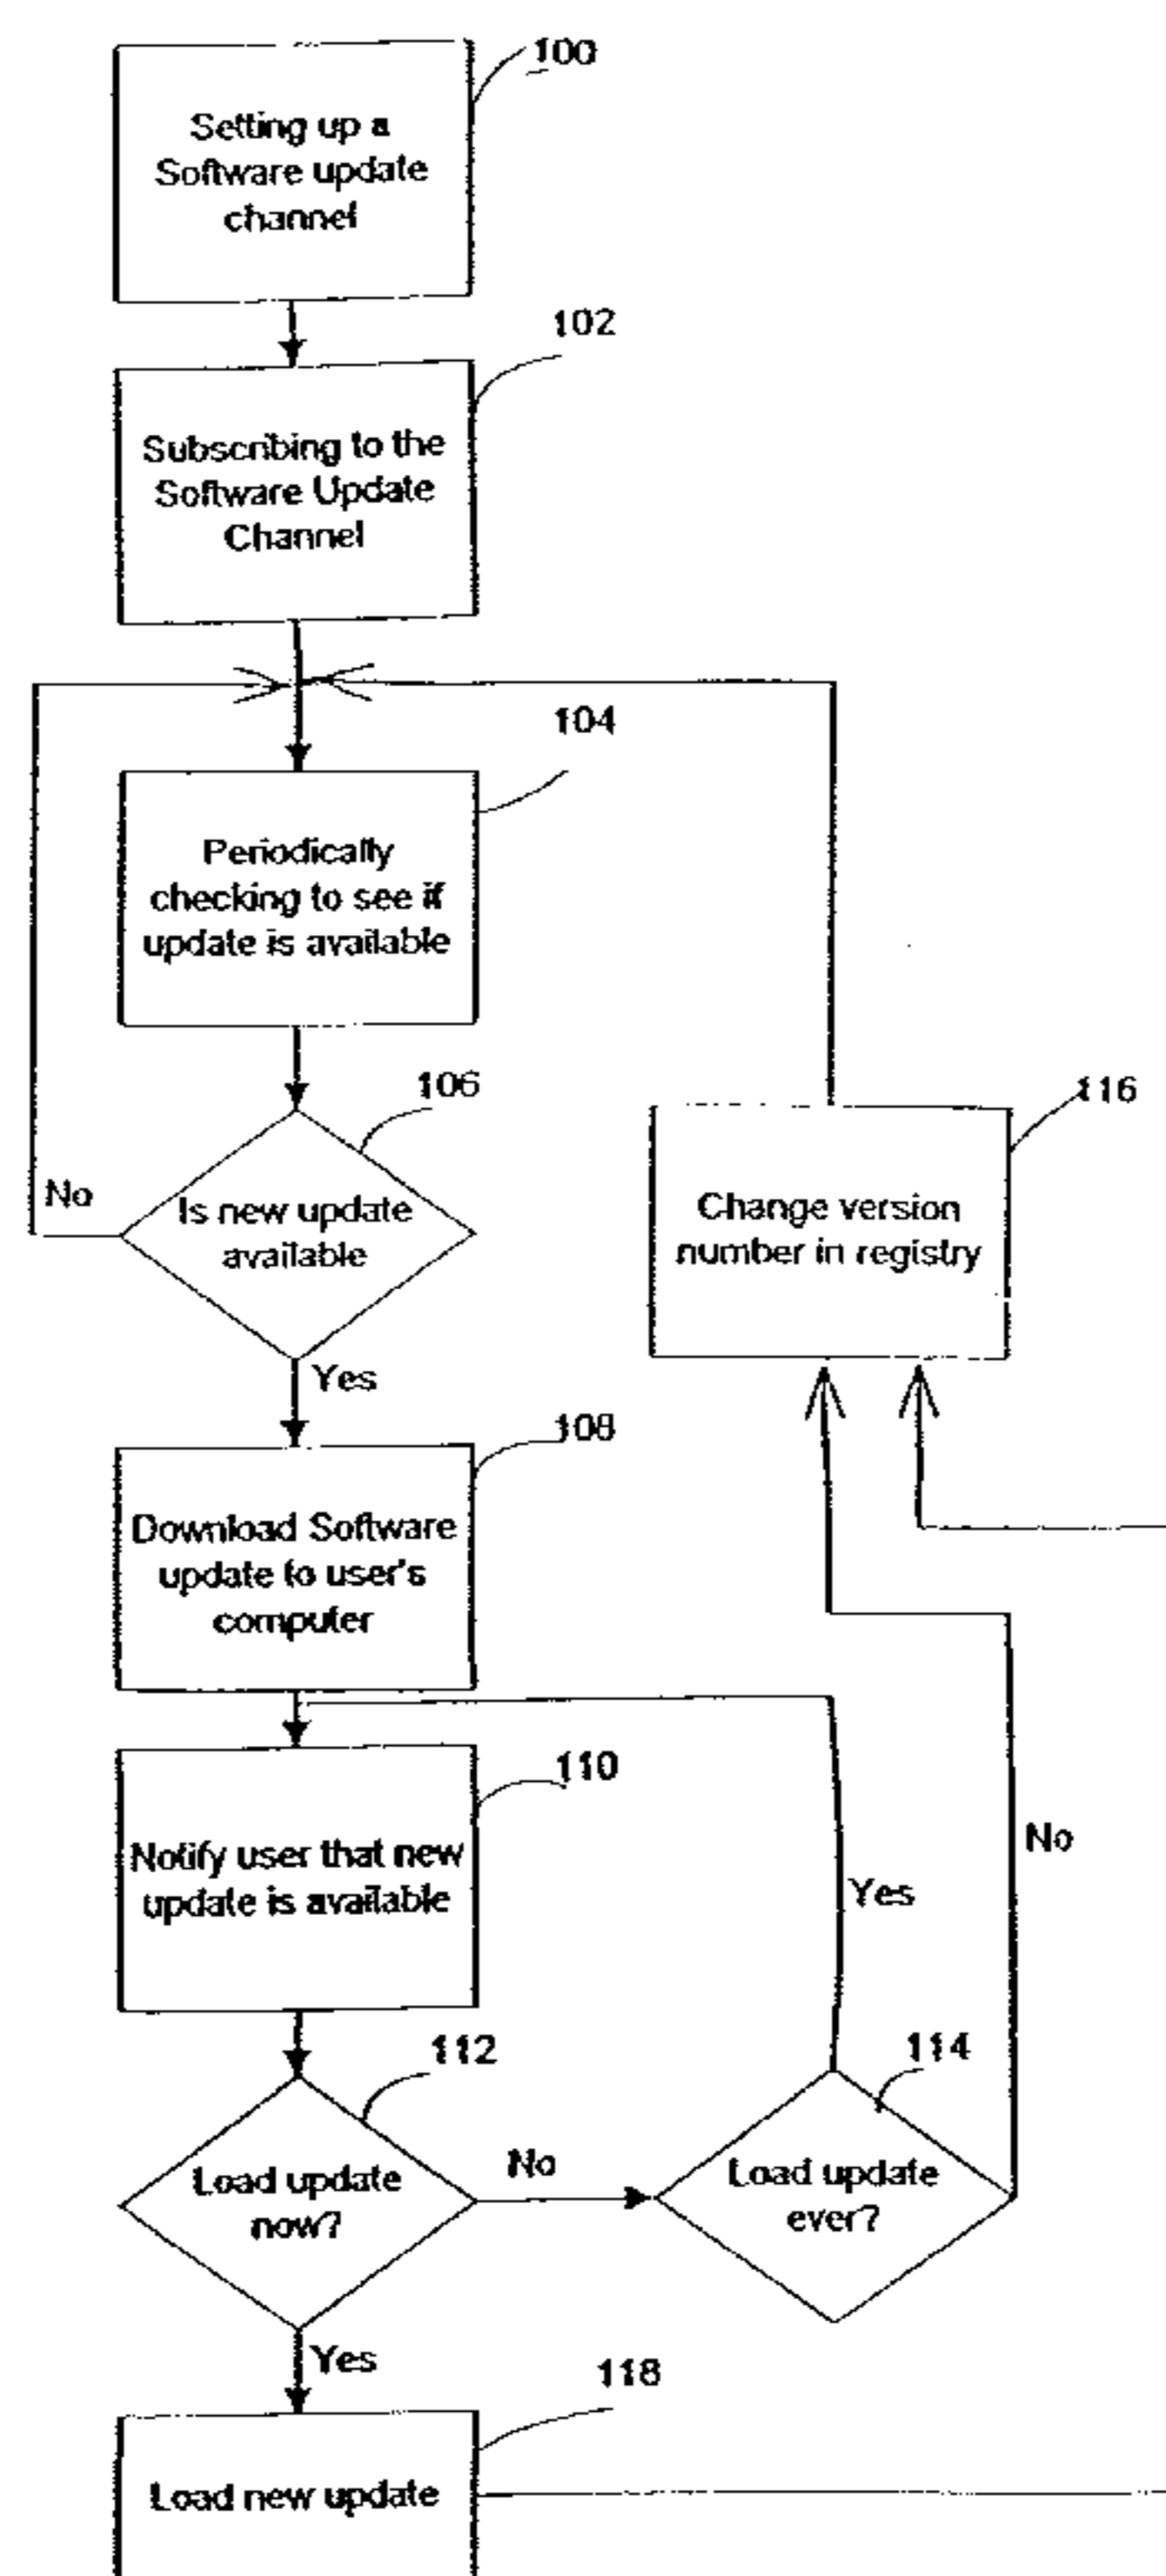 100
Setting up a
Software update
channel
102
Subscribing to the
Software Update
Channel
104
Periodically
checking to see if
update is available
106
116
No
Is new update
available
Change version
number in registry
Yes
108
Download Software
update to user's
computer
110
No
Notify user that new
update is available
Yes
112
114
No
Load update
now?
Load update
ever?
Yes
118
Load new update